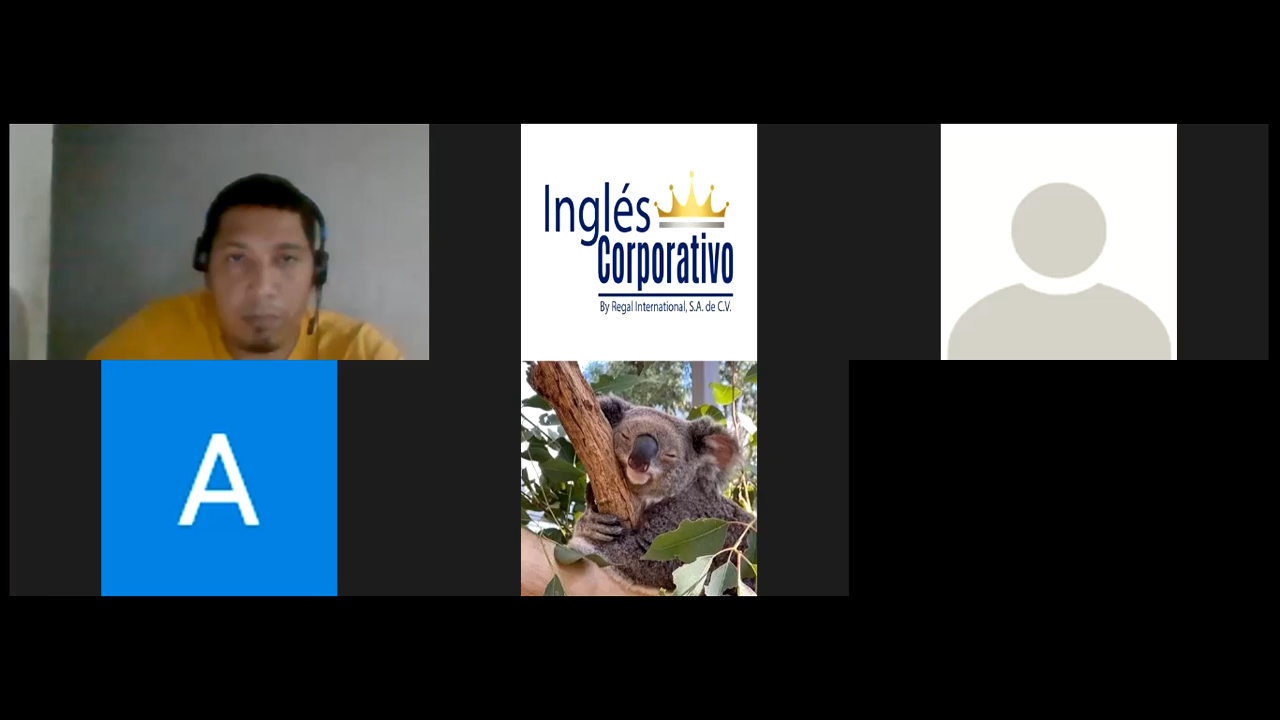 Inglés
Corporativo
By Regal International, S.A. de C.V.
A